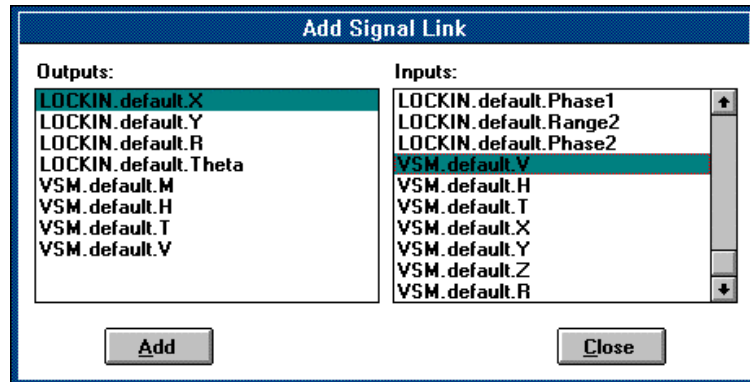 Add Signal Link
Outputs:
LOCKIN.default.X
LOCKIN.default.Y
LOCKIN.default.R
LOCKIN.default.Theta
VSM.default.M
VSM.default.H
VSM.default.T
VSM.default.V
Inputs:
LOCKIN.default.Phase1
LOCKIN.default.Range2
LOCKIN.default.Phase2
VSM.default.V
VSM.default.H
VSM.default.T
VSM.default.X
VSM.default.Y
VSM.default.Z
VSM.default.R
Add
Close